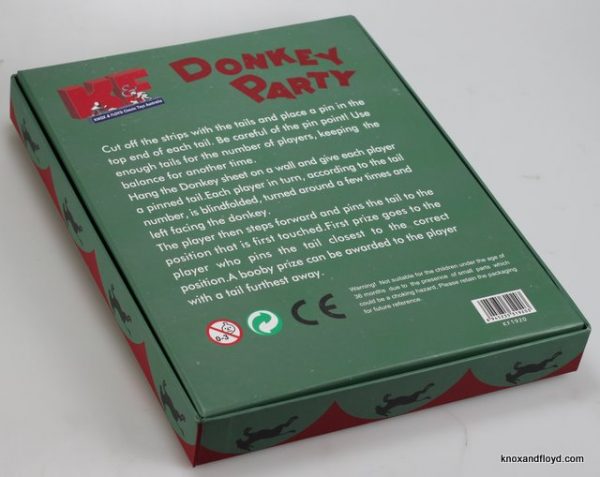 K&F
KNOX & FLOYD Classic Toys Australia
DONKEY
PARTY
Cut off the strips with the tails and place a pin in the
top end of each tail. Be careful of the pin point! Use
enough tails for the number of players, keeping the
balance for another time.
Hang the Donkey sheet on a wall and give each player
a pinned tail.Each player in turn, according to the tail
number, is blindfolded, turned around a few times and
left facing the donkey.
The player then steps forward and pins the tail to the
position that is first touched.First prize goes to the
player who pins the tail closest to the correct
position.A booby prize can be awarded to the player
with a tail furthest away.
Warning! Not suitable for the children under the age of
36 months due to the presence of small parts which
could be a choking hazard. Please retain the packaging
for future reference.
0-3
CE
KF1920
knoxandfloyd.com